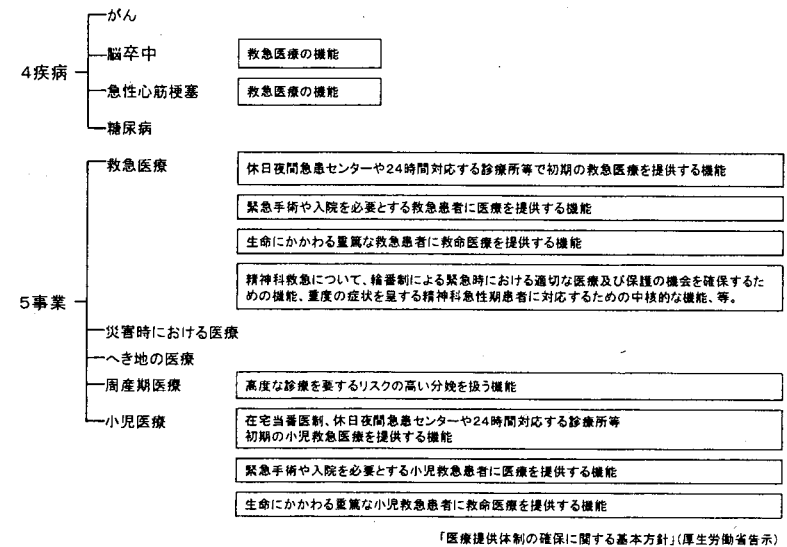 がん
4疾病
脳卒中
救急医療の機能
急性心筋梗塞
救急医療の機能
糖尿病
5事業
救急医療
休日夜間急患センターや24時間対応する診療所等で初期の救急医療を提供する機能
緊急手術や入院を必要とする救急患者に医療を提供する機能
生命にかかわる重篤な救急患者に救命医療を提供する機能
精神科救急について、輪番制による緊急時における適切な医療及び保護の機会を確保するた
めの機能、重度の症状を呈する精神科急性期患者に対応するための中核的な機能、等。
災害時における医療
へき地の医療
周産期医療
高度な診療を要するリスクの高い分娩を扱う機能
小児医療
在宅当番医制、休日夜間急患センターや24時間対応する診療所等
初期の小児救急医療を提供する機能
緊急手術や入院を必要とする小児救急患者に医療を提供する機能
生命にかかわる重篤な小児救急患者に救命医療を提供する機能
「医療提供体制の確保に関する基本方針」(厚生労働省告示)